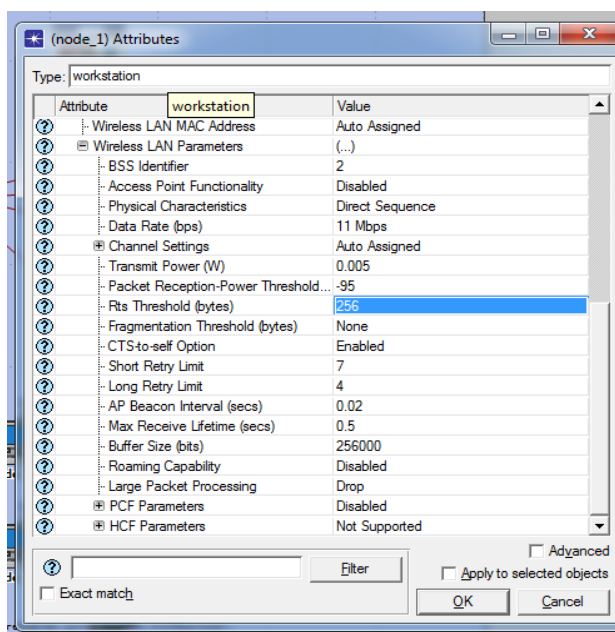 (node_1) Attributes
Type: workstation
Attribute workstation Value
Wireless LAN MAC Address Auto Assigned
Wireless LAN Parameters (...)
BSS Identifier 2
Access Point Functionality Disabled
Physical Characteristics Direct Sequence
Data Rate (bps) 11 Mbps
Channel Settings Auto Assigned
Transmit Power (W) 0.005
Packet Reception-Power Threshold... -95
Rts Threshold (bytes) 256
Fragmentation Threshold (bytes) None
CTS-to-self Option Enabled
Short Retry Limit 7
Long Retry Limit 4
AP Beacon Interval (secs) 0.02
Max Receive Lifetime (secs) 0.5
Buffer Size (bits) 256000
Roaming Capability Disabled
Large Packet Processing Drop
PCF Parameters Disabled
HCF Parameters Not Supported
Advanced
Filter
Apply to selected objects
Exact match
OK Cancel